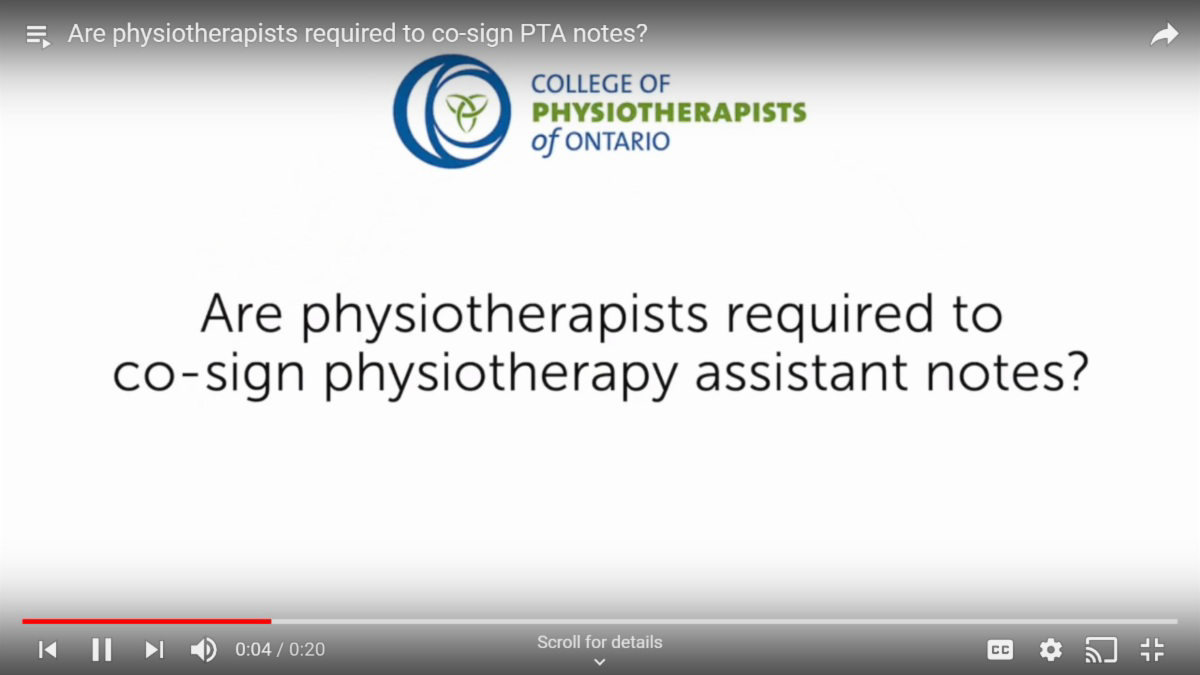 Are physiotherapists required to co-sign PTA notes?
COLLEGE OF
PHYSIOTHERAPISTS
of ONTARIO
Are physiotherapists required to
co-sign physiotherapy assistant notes?
0:04 / 0:20
Scroll for details
CC